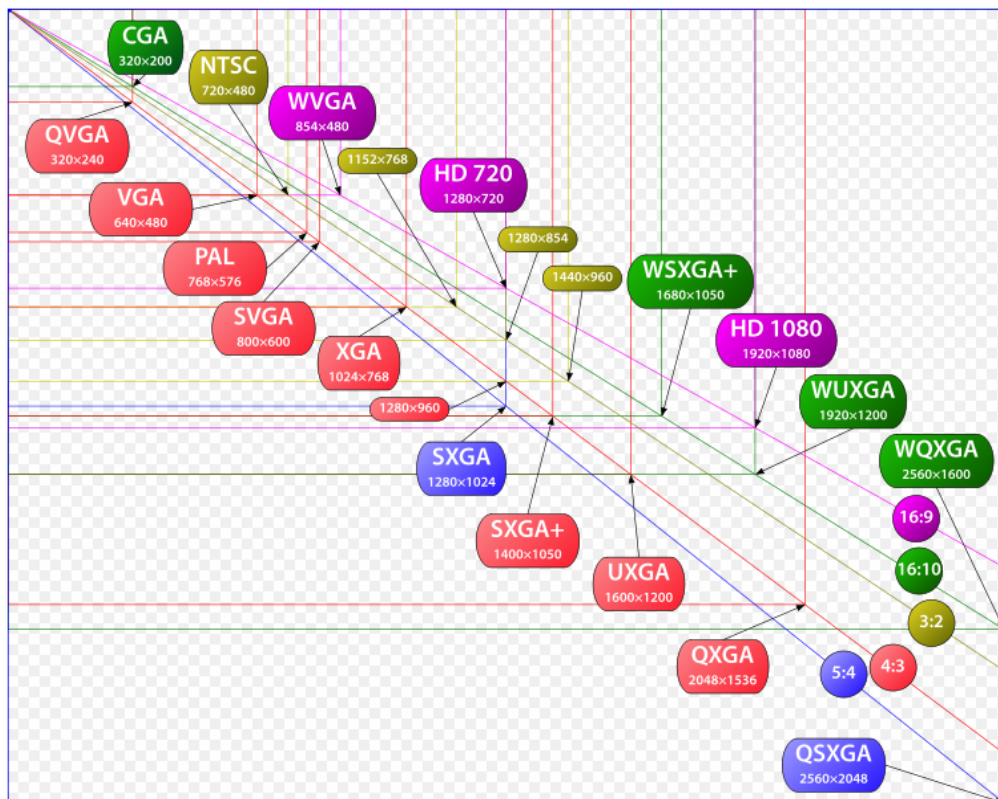 CGA
320×200
NTSC
720×480
WVGA
854×480
QVGA
320×240
1152×768
HD 720
1280×720
VGA
640×480
1280×854
PAL
768×576
1440×960
WSXGA+
1680×1050
SVGA
800×600
XGA
1024×768
HD 1080
1920×1080
1280×960
WUXGA
1920×1200
SXGA
1280×1024
WQXGA
2560×1600
SXGA+
1400×1050
16:9
UXGA
1600×1200
16:10
3:2
QXGA
2048×1536
5:4
4:3
QSXGA
2560×2048